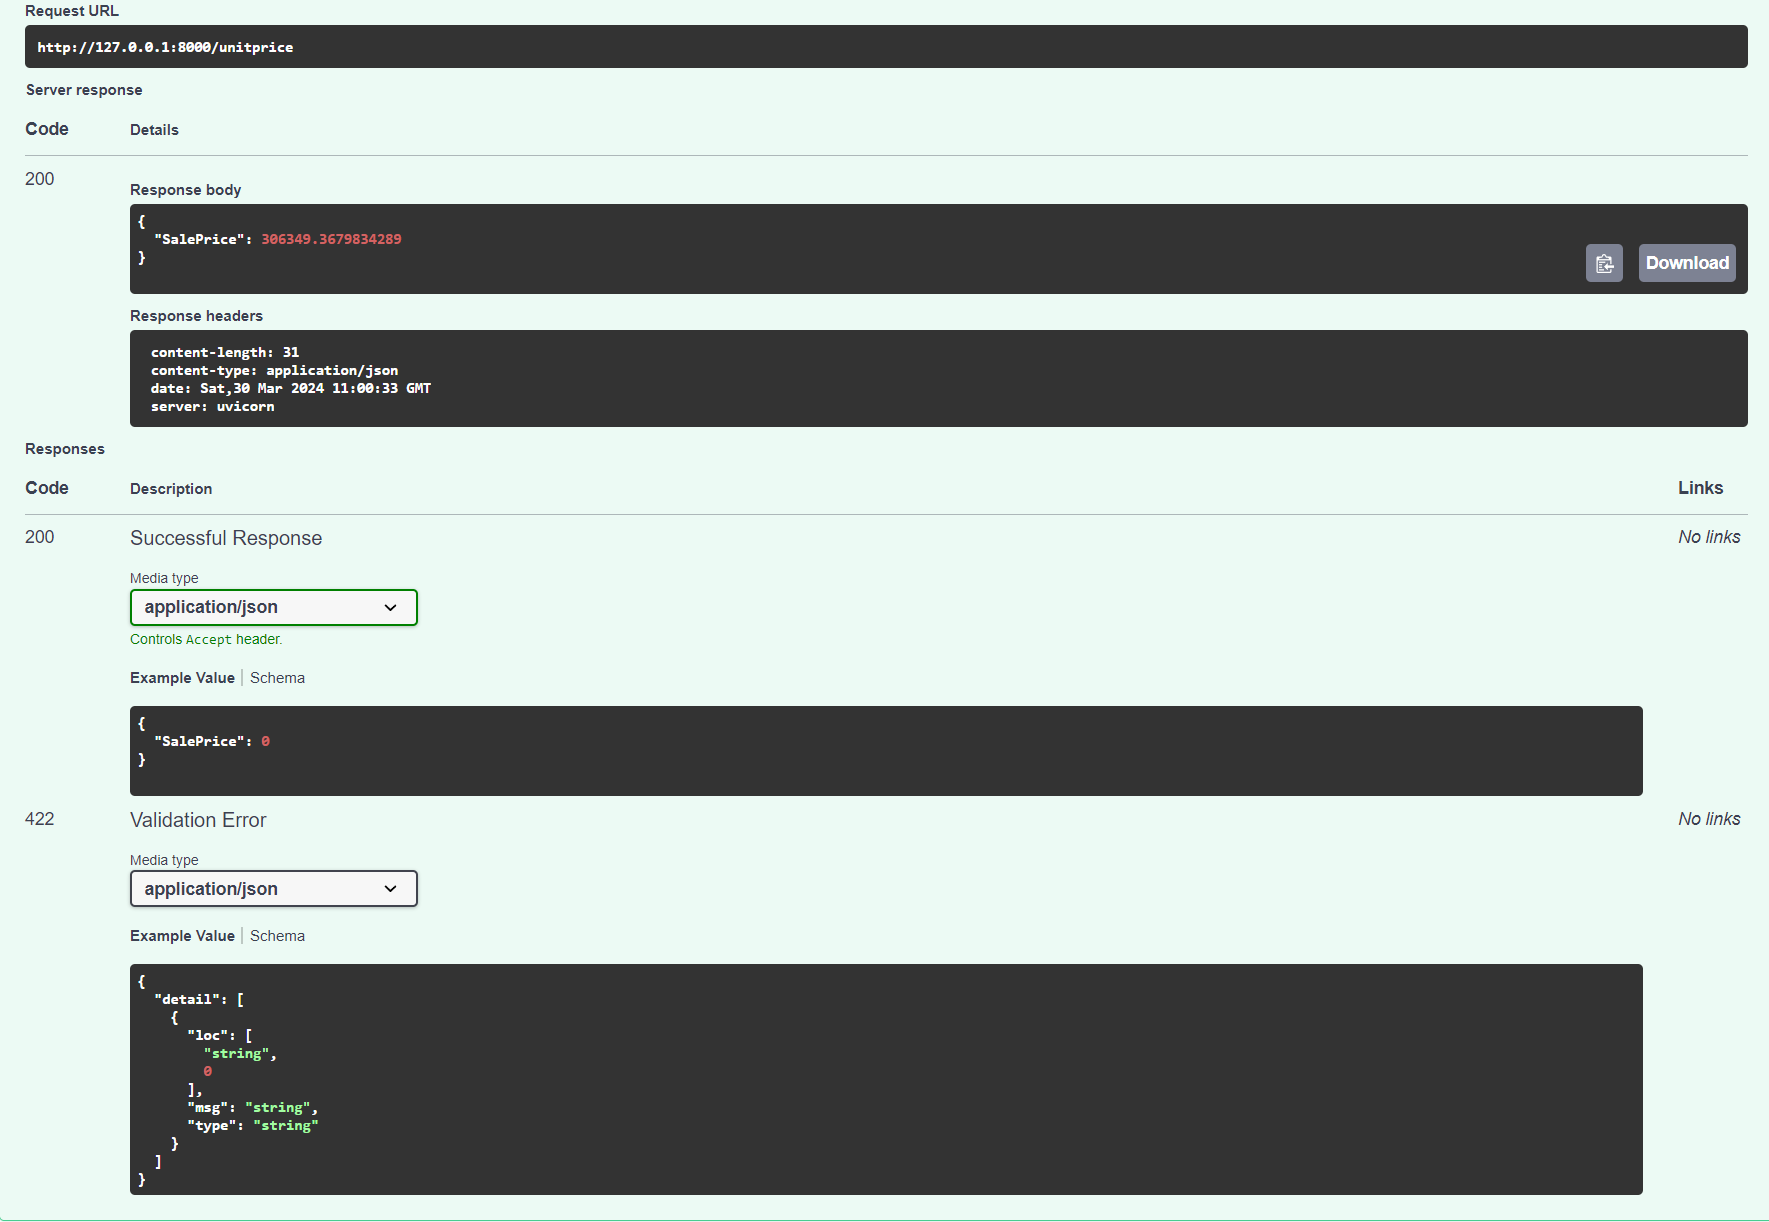 Request URL
http://127.0.0.1:8000/unitprice
Server response
Code Details
200
Response body
{
  "SalePrice": 306349.3679834289
}
Download
Response headers
content-length: 31
content-type: application/json
date: Sat,30 Mar 2024 11:00:33 GMT
server: uvicorn
Responses
Code Description Links
200 Successful Response No links
Media type
application/json
Controls Accept header.
Example Value | Schema
{
  "SalePrice": 0
}
422 Validation Error No links
Media type
application/json
Example Value | Schema
{
  "detail": [
    {
      "loc": [
        "string",
        0
      ],
      "msg": "string",
      "type": "string"
    }
  ]
}